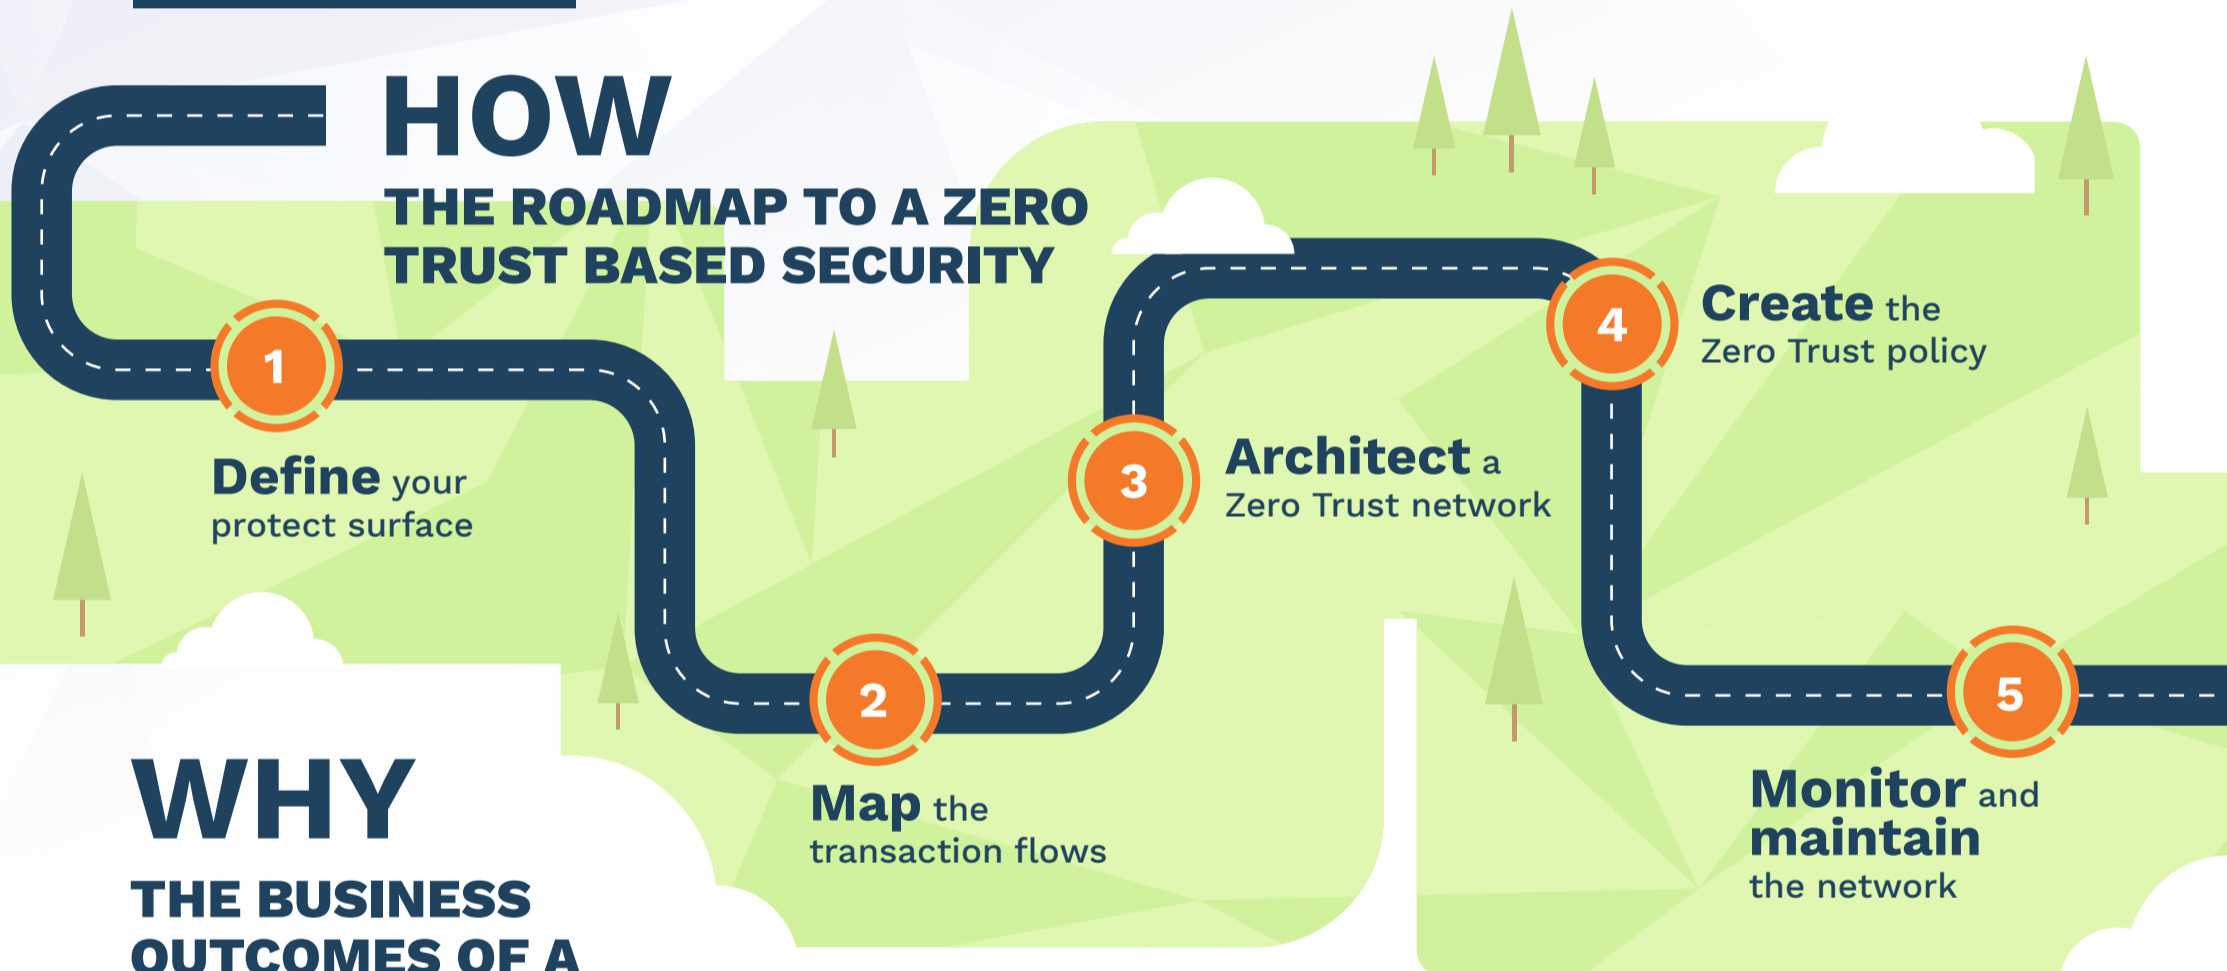 HOW
THE ROADMAP TO A ZERO
TRUST BASED SECURITY
1
Define your
protect surface
2
Map the
transaction flows
3
Architect a
Zero Trust network
4
Create the
Zero Trust policy
5
Monitor and
maintain
the network
WHY
THE BUSINESS
OUTCOMES OF A